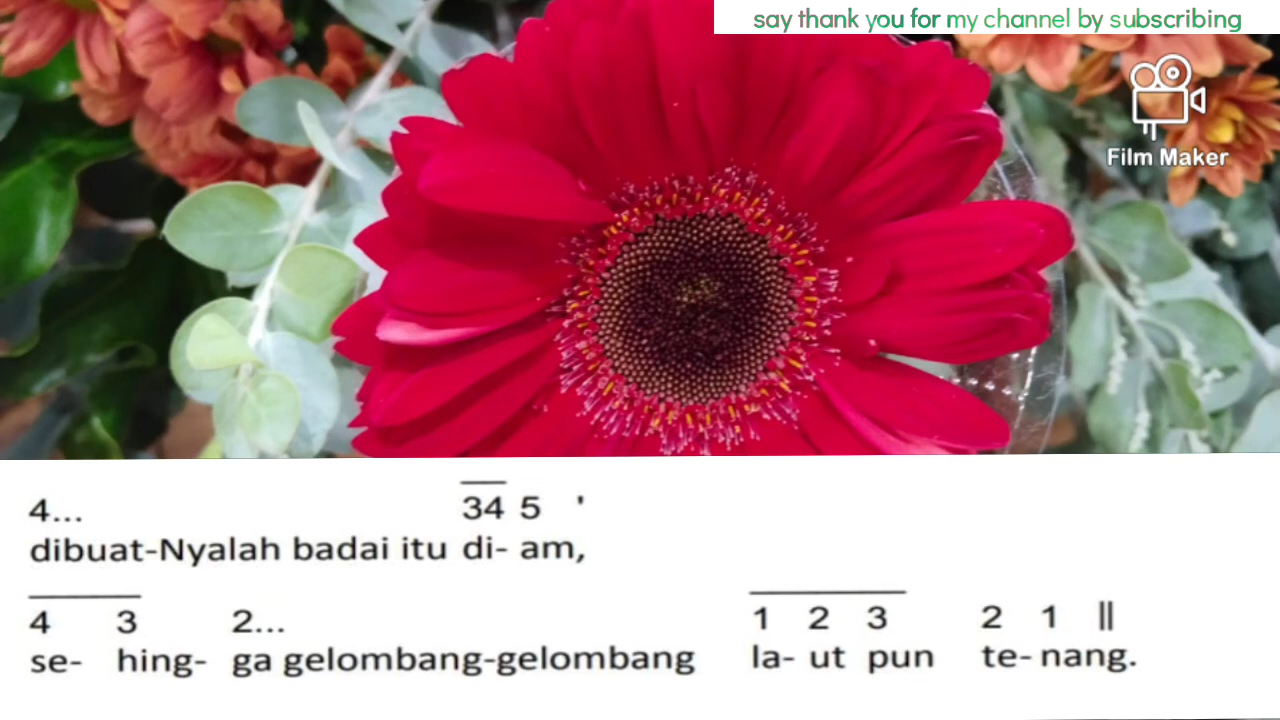 say thank you for my channel by subscribing
Film Maker
4... 34 5 '
dibuat-Nyalah badai itu di- am,
4 3 2... 1 2 3 2 1 ||
se- hing- ga gelombang-gelombang la- ut pun te- nang.